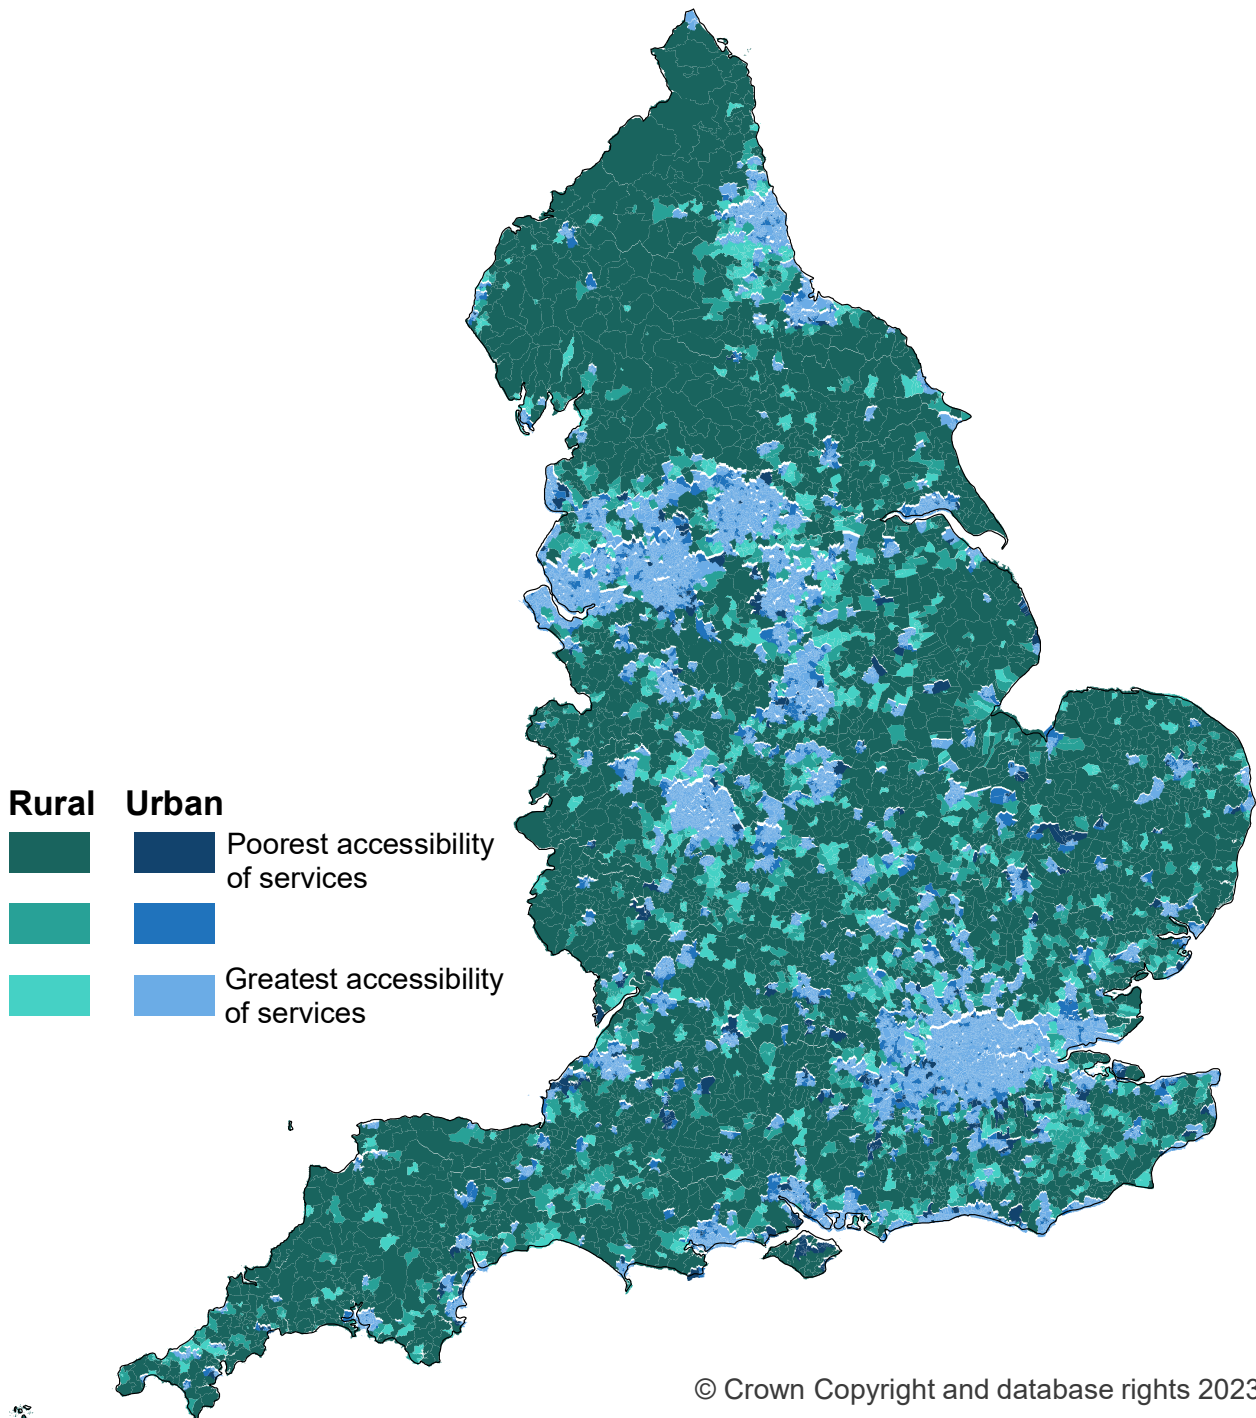 Rural Urban
Poorest accessibility
of services
Greatest accessibility
of services
© Crown Copyright and database rights 2023